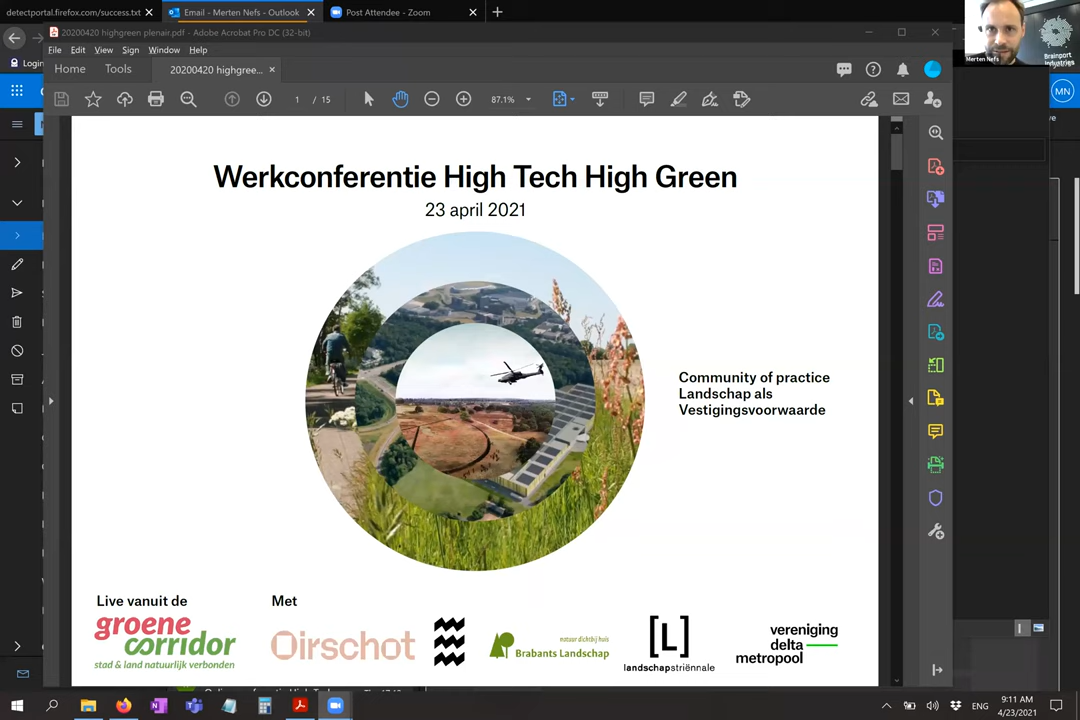 detectportal.firefox.com/success.txt
Email - Merten Nefs - Outlook
Post Attendee - Zoom
20200420 highgreen plenair.pdf - Adobe Acrobat Pro DC (32-bit)
File Edit View Sign Window Help
Login
Home Tools 20200420 highgree...
1 / 15
87.1%
Merten Nefs
Brainport
Industries
MN
Werkconferentie High Tech High Green
23 april 2021
Community of practice
Landschap als
Vestigingsvoorwaarde
Live vanuit de
Met
groene
corridor
stad & land natuurlijk verbonden
Oirschot
natuur dichtbij huis
Brabants Landschap
[L]
landschapstriënnale
vereniging
delta
metropool
ENG
9:11 AM
4/23/2021